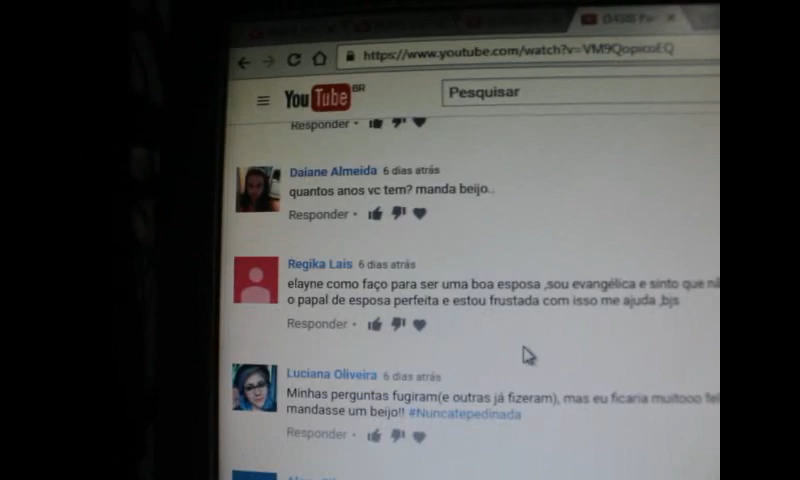 https://www.youtube.com/watch?v=VM9QopicoEQ
YouTube BR
Pesquisar
Responder •
Daiane Almeida 6 dias atrás
quantos anos vc tem? manda beijo..
Responder •
Regika Lais 6 dias atrás
elayne como faço para ser uma boa esposa ,sou evangélica e sinto que
o papal de esposa perfeita e estou frustada com isso me ajuda ,bjs
Responder •
Luciana Oliveira 6 dias atrás
Minhas perguntas fugiram(e outras já fizeram), mas eu ficaria muitooo
mandasse um beijo!! #Nuncatepedinada
Responder •